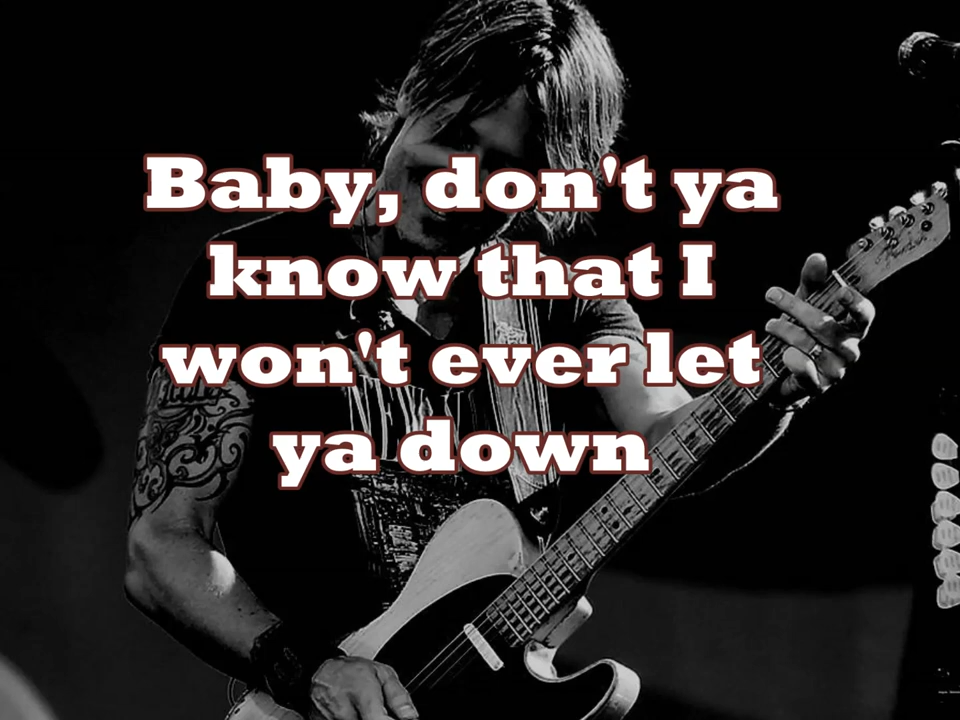 Baby, don't ya
know that I
won't ever let
ya down